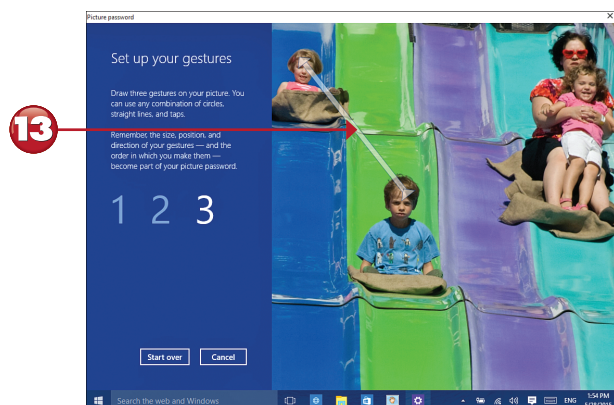 Picture password
Set up your gestures
Draw three gestures on your picture. You
can use any combination of circles,
straight lines, and taps.
13
Remember, the size, position, and
direction of your gestures — and the
order in which you make them —
become part of your picture password.
1 2 3
Start over Cancel
Search the web and Windows
ENG
1:54 PM
5/28/2015